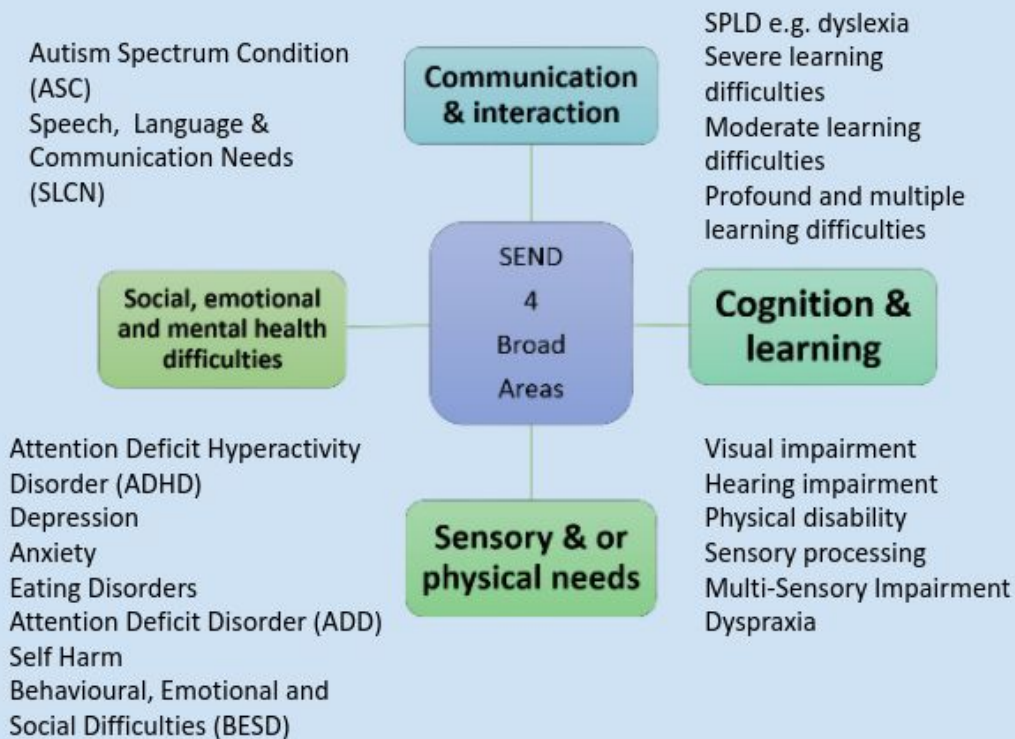 Autism Spectrum Condition
(ASC)
Speech, Language &
Communication Needs
(SLCN)
Communication
& interaction
SPLD e.g. dyslexia
Severe learning
difficulties
Moderate learning
difficulties
Profound and multiple
learning difficulties
Social, emotional
and mental health
difficulties
SEND
4
Broad
Areas
Cognition &
learning
Attention Deficit Hyperactivity
Disorder (ADHD)
Depression
Anxiety
Eating Disorders
Attention Deficit Disorder (ADD)
Self Harm
Behavioural, Emotional and
Social Difficulties (BESD)
Sensory & or
physical needs
Visual impairment
Hearing impairment
Physical disability
Sensory processing
Multi-Sensory Impairment
Dyspraxia